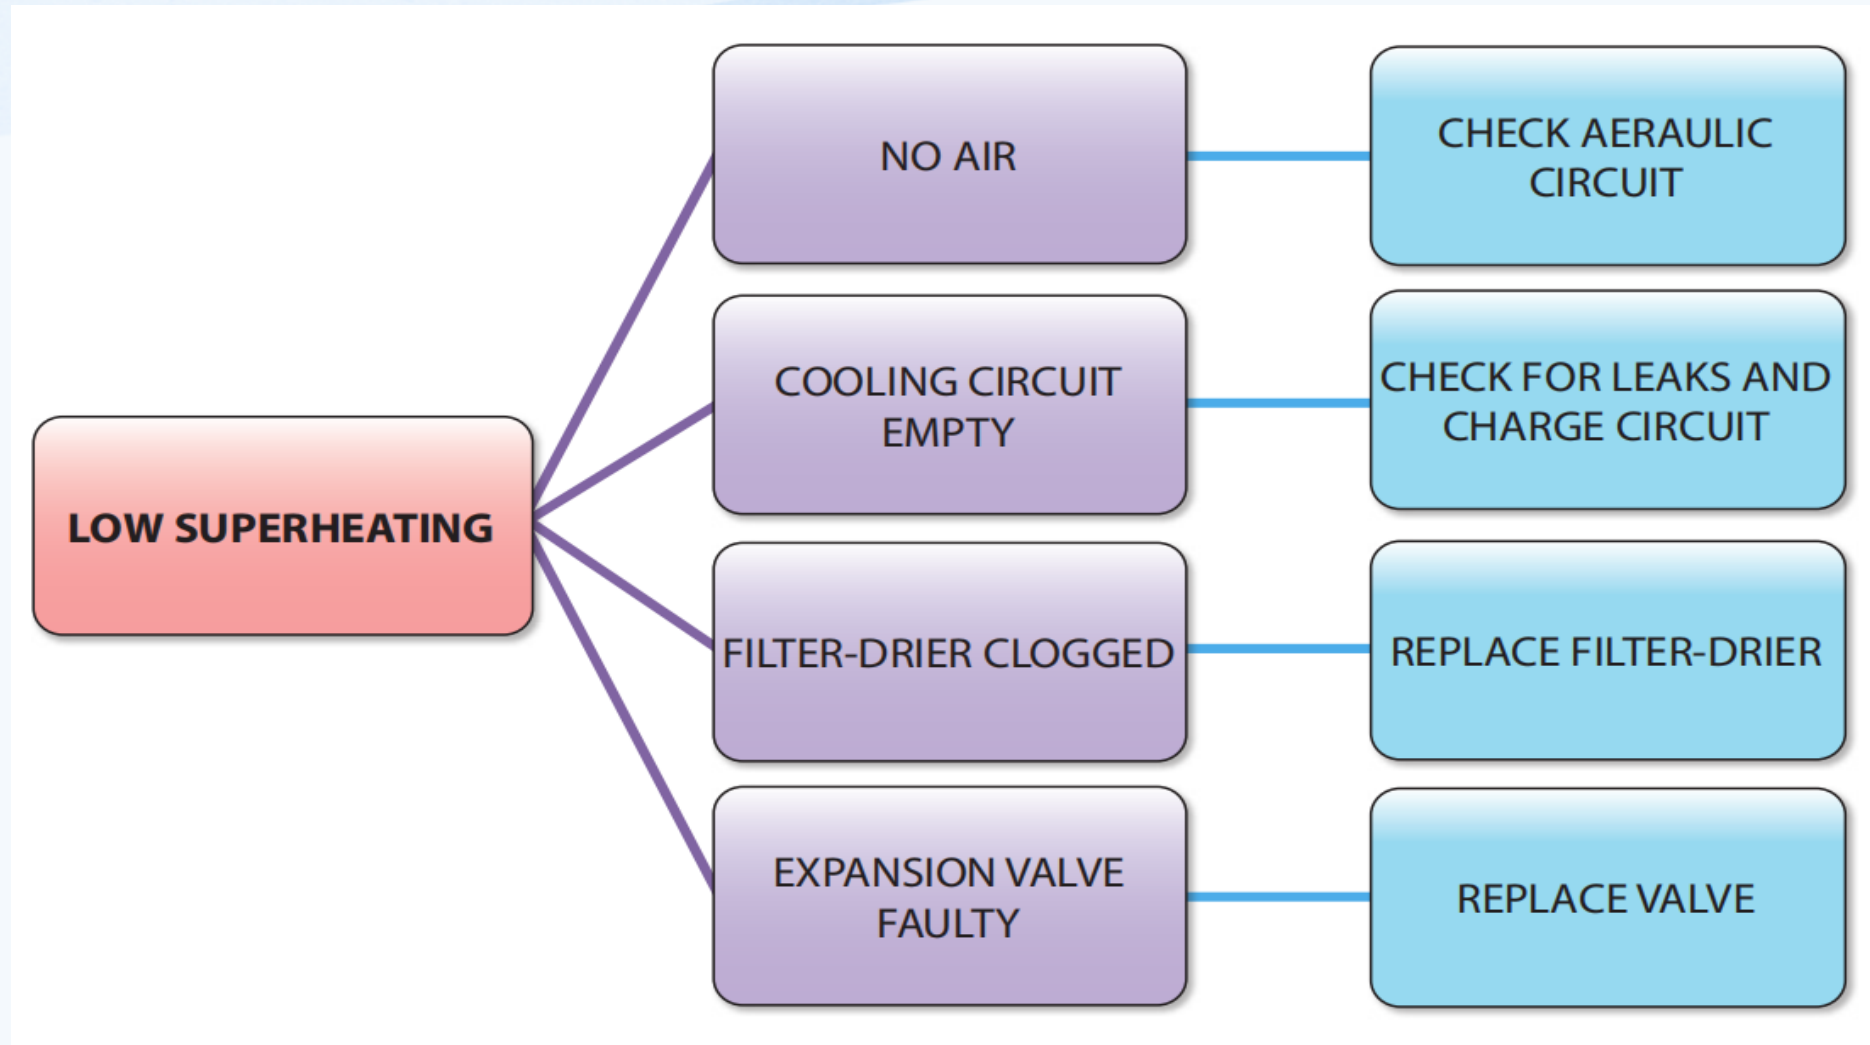 NO AIR
CHECK AERAULIC
CIRCUIT
COOLING CIRCUIT
EMPTY
CHECK FOR LEAKS AND
CHARGE CIRCUIT
LOW SUPERHEATING
FILTER-DRIER CLOGGED
REPLACE FILTER-DRIER
EXPANSION VALVE
FAULTY
REPLACE VALVE